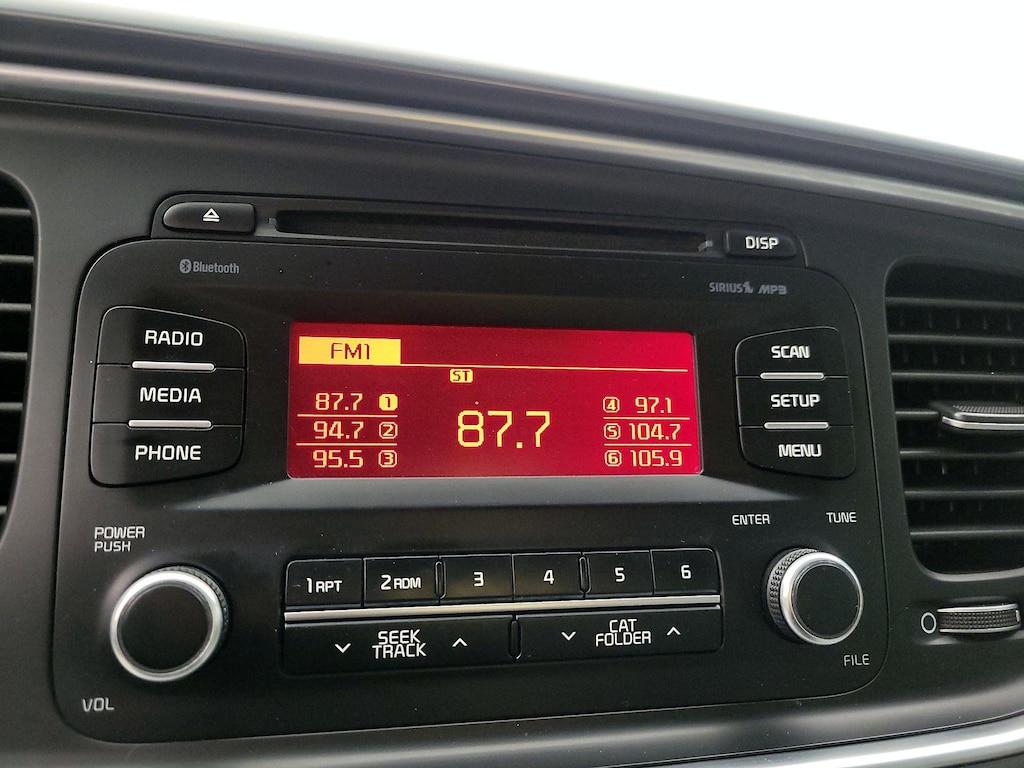 DISP
Bluetooth
SIRIUS MP3
RADIO
MEDIA
PHONE
FM1
ST
87.7 1
94.7 2
95.5 3
87.7
4 97.1
5 104.7
6 105.9
SCAN
SETUP
MENU
POWER
PUSH
VOL
1 RPT 2 RDM 3 4 5 6
SEEK
TRACK
CAT
FOLDER
ENTER
TUNE
FILE